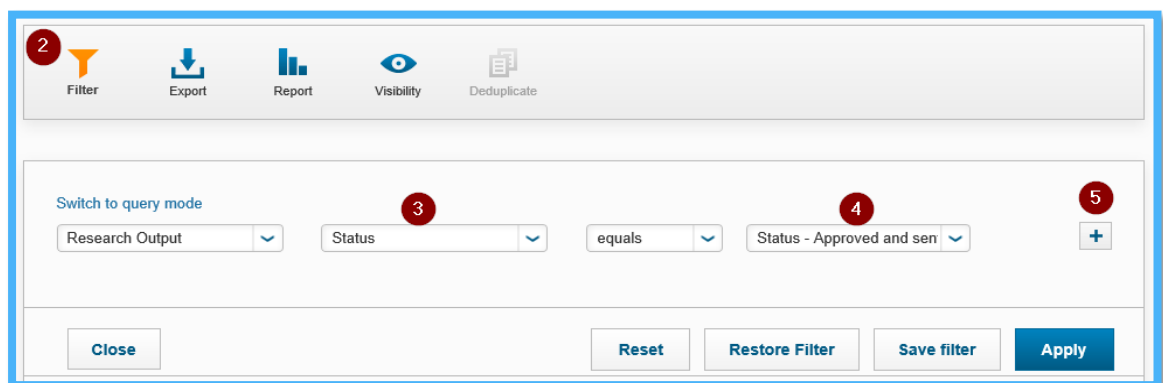 2
Filter Export Report Visibility Deduplicate
Switch to query mode
3 4 5
Research Output Status equals Status - Approved and sen +
Close Reset Restore Filter Save filter Apply